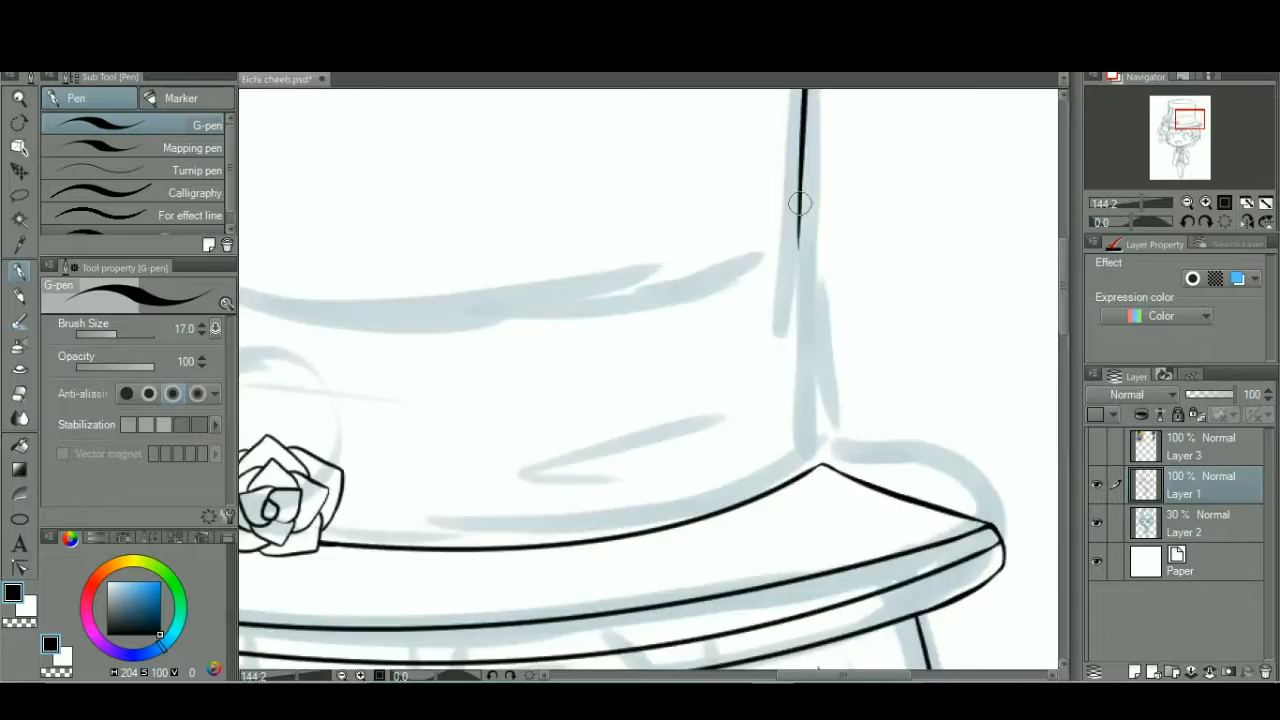 Sub Tool [Pen]
Eichi cheeb.psd*
Navigator
Pen
Marker
G-pen
Mapping pen
Turnip pen
Calligraphy
For effect line
144.2
0.0
Layer Property
Effect
Expression color
Color
Tool property [G-pen]
G-pen
Brush Size
17.0
Opacity
100
Anti-aliasin
Stabilization
Vector magnet
Layer
Normal
100
100 % Normal
Layer 3
100 % Normal
Layer 1
30 % Normal
Layer 2
Paper
H 204 S 100 V 0
144.2
0.0